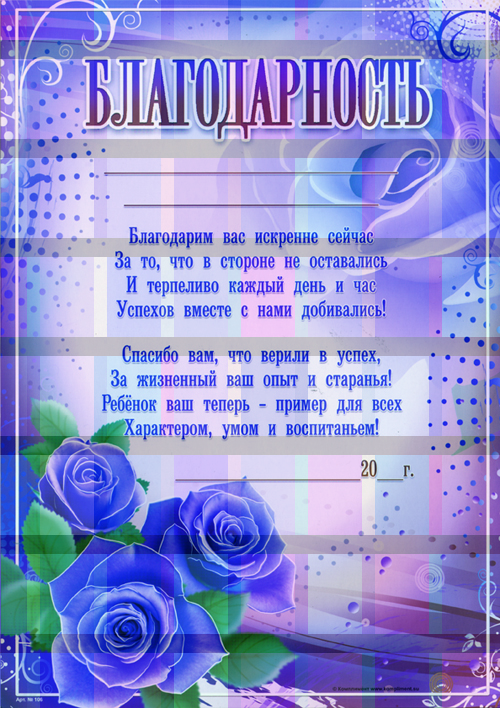 БЛАГОДАРНОСТЬ
Благодарим вас искренне сейчас
За то, что в стороне не оставались
И терпеливо каждый день и час
Успехов вместе с нами добивались!
Спасибо вам, что верили в успех,
За жизненный ваш опыт и старанья!
Ребёнок ваш теперь - пример для всех
Характером, умом и воспитаньем!
20 г.
Арт. №